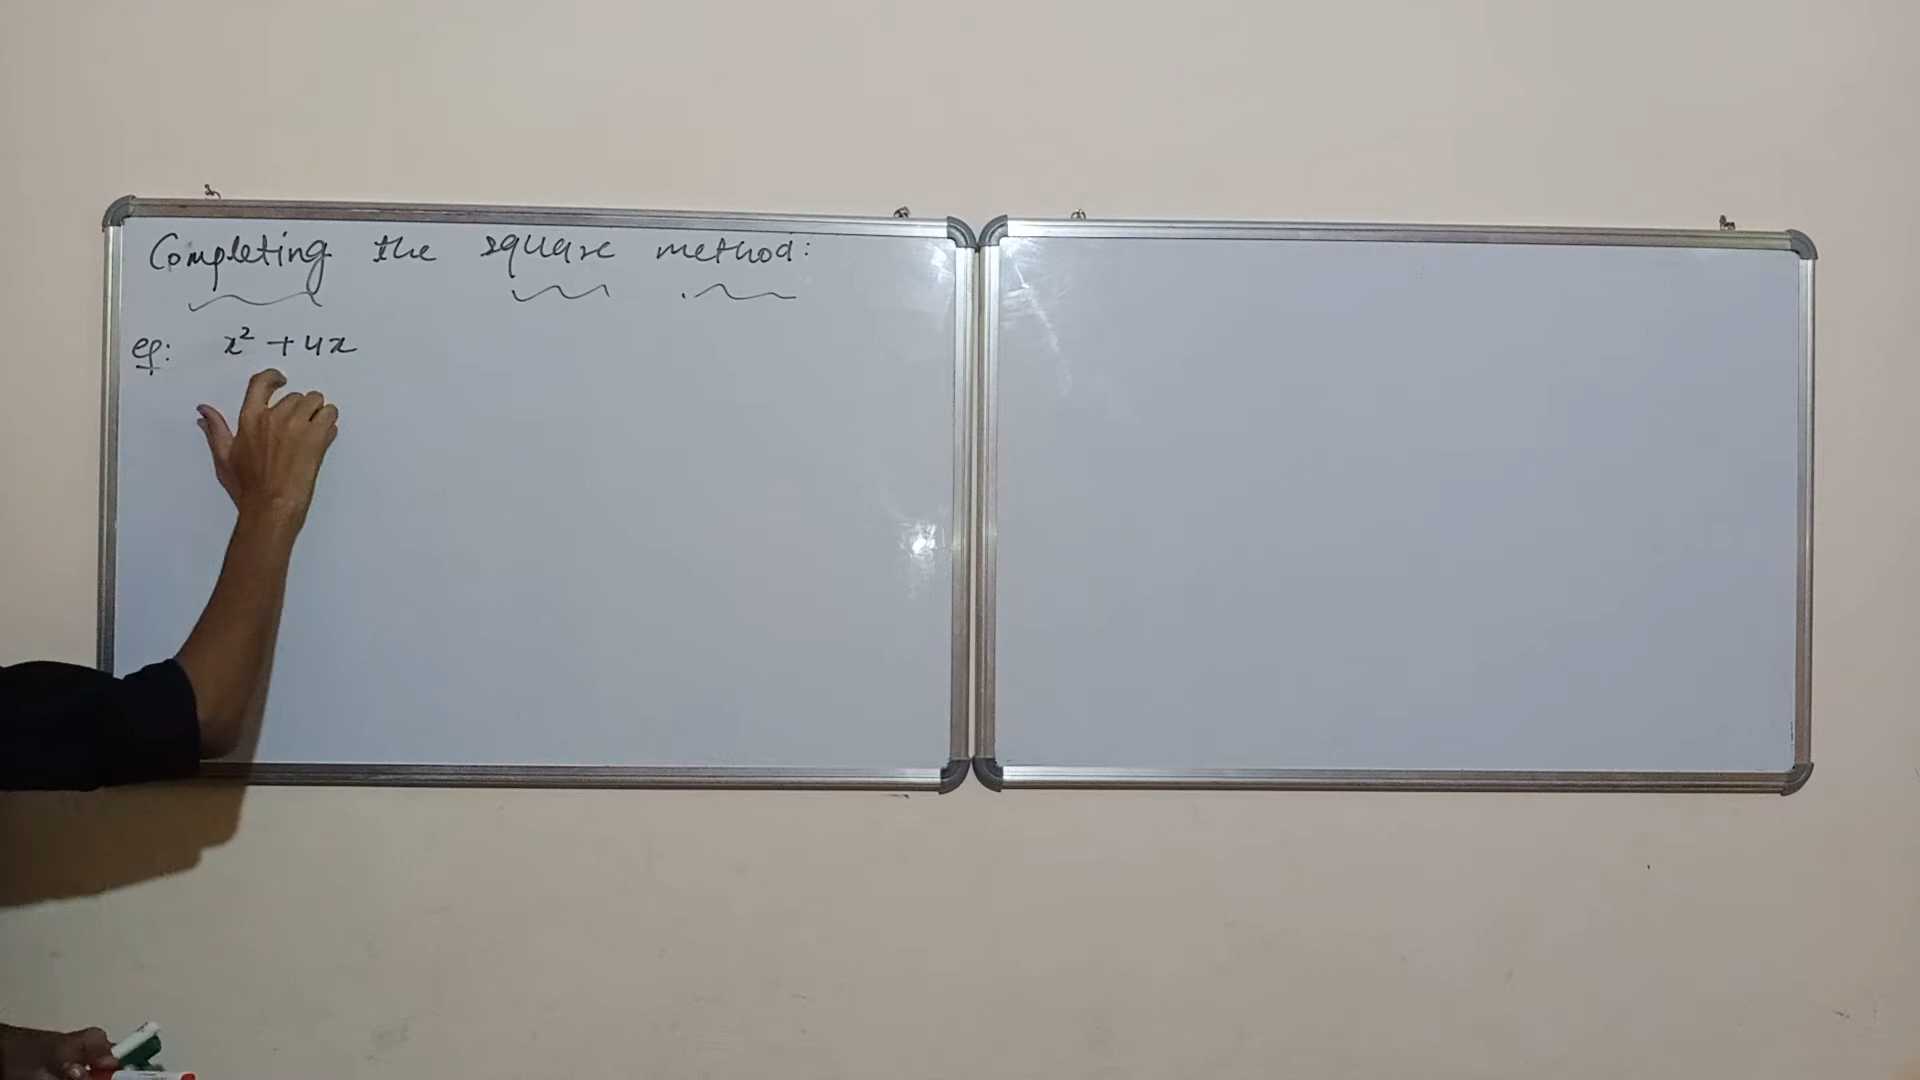 Completing the square method:
eg: x² + 4x